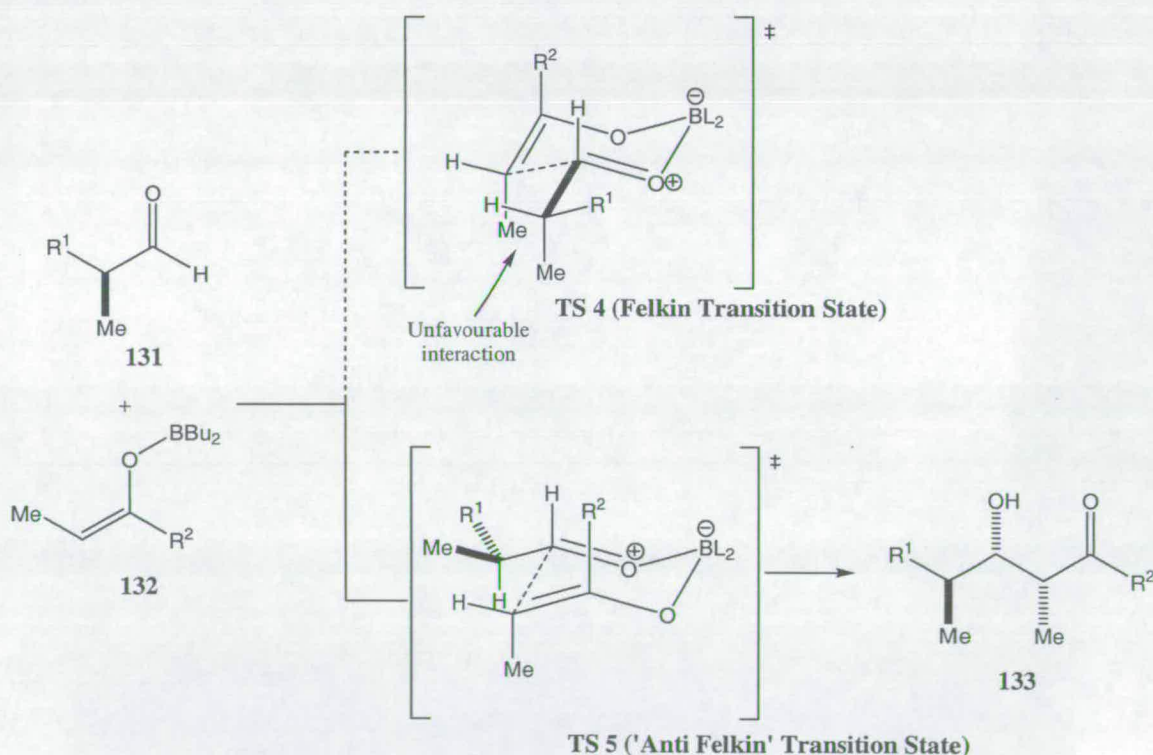 ‡
R²
H
⊖
BL₂
O
H
O⊕
H
R¹
Me
Me
TS 4 (Felkin Transition State)
Unfavourable
interaction
O
R¹
H
Me
131
+
BBu₂
O
Me
R²
132
‡
H
R²
R¹
⊖
Me
BL₂
⊕
O
H
H
O
Me
TS 5 ('Anti Felkin' Transition State)
OH
O
R¹
R²
Me
Me
133